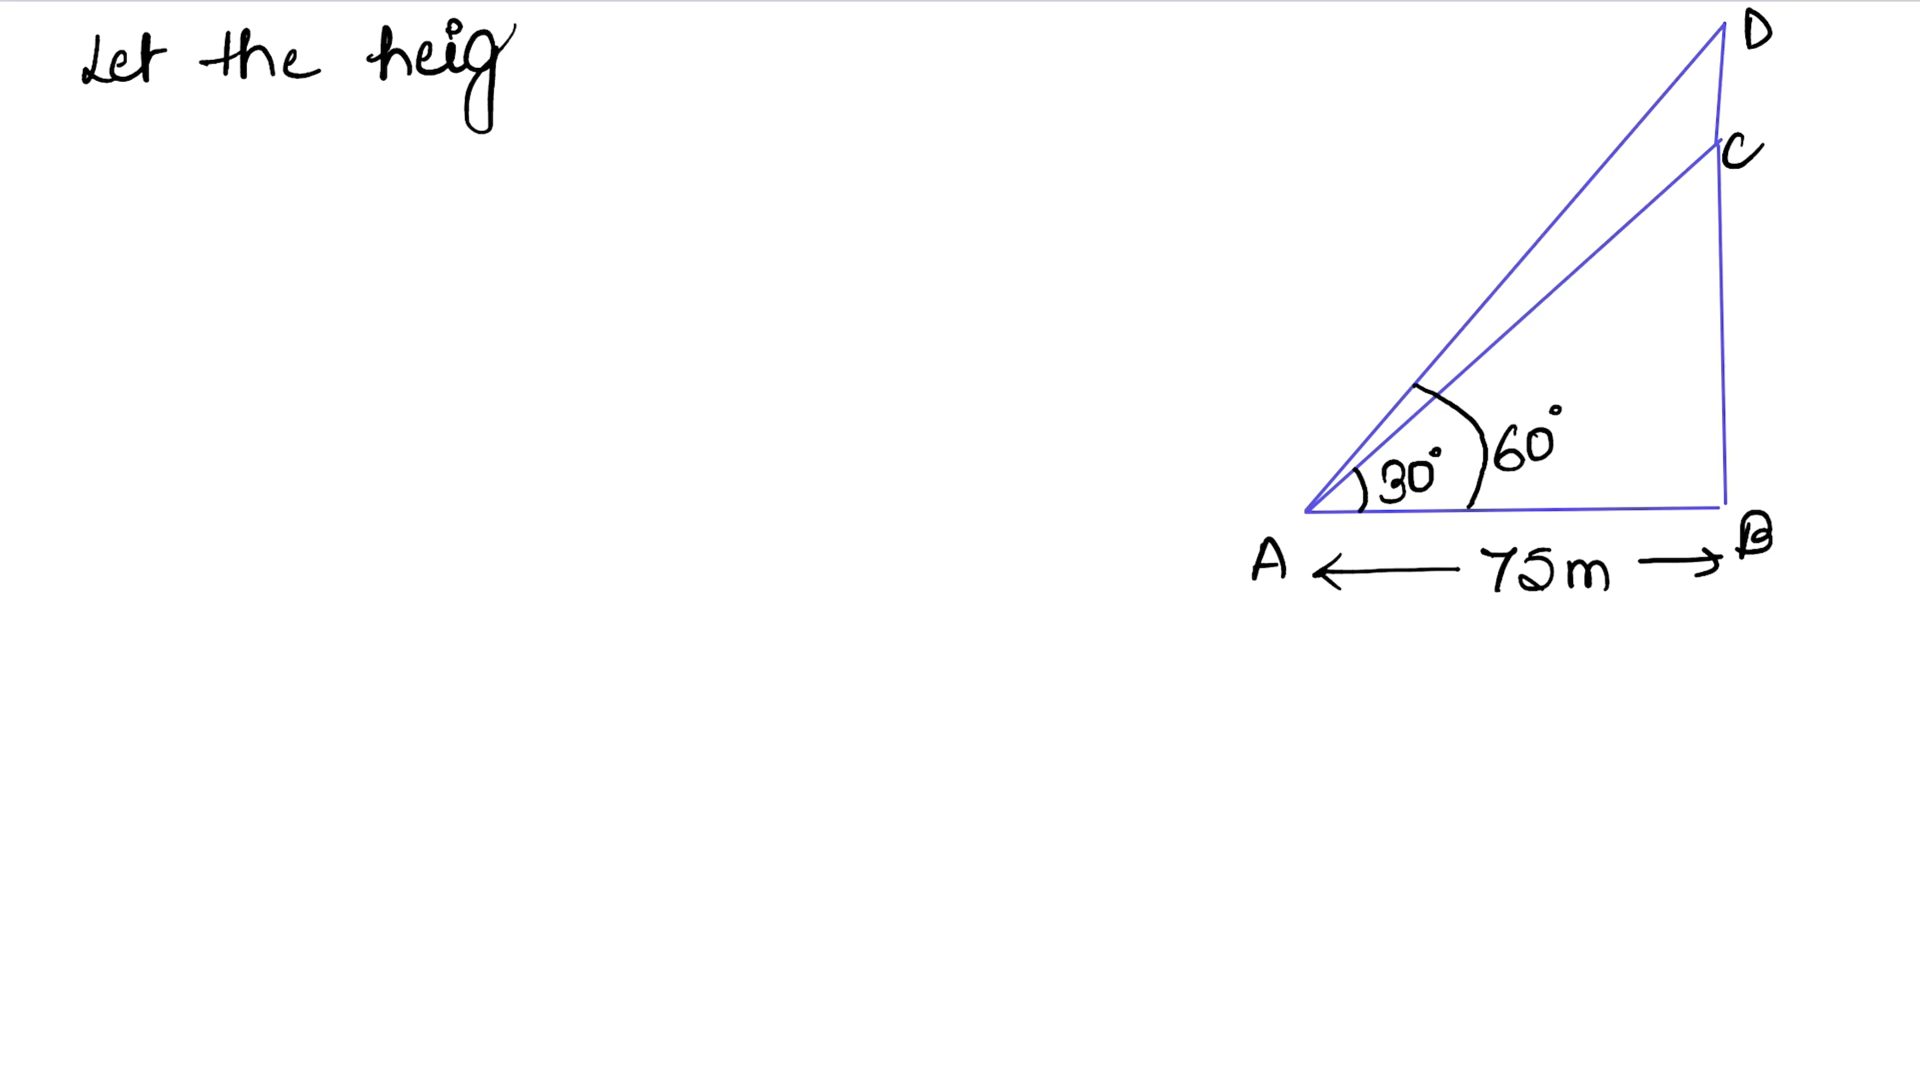 Let the heig
D
C
60°
30°
A ← 75m → B